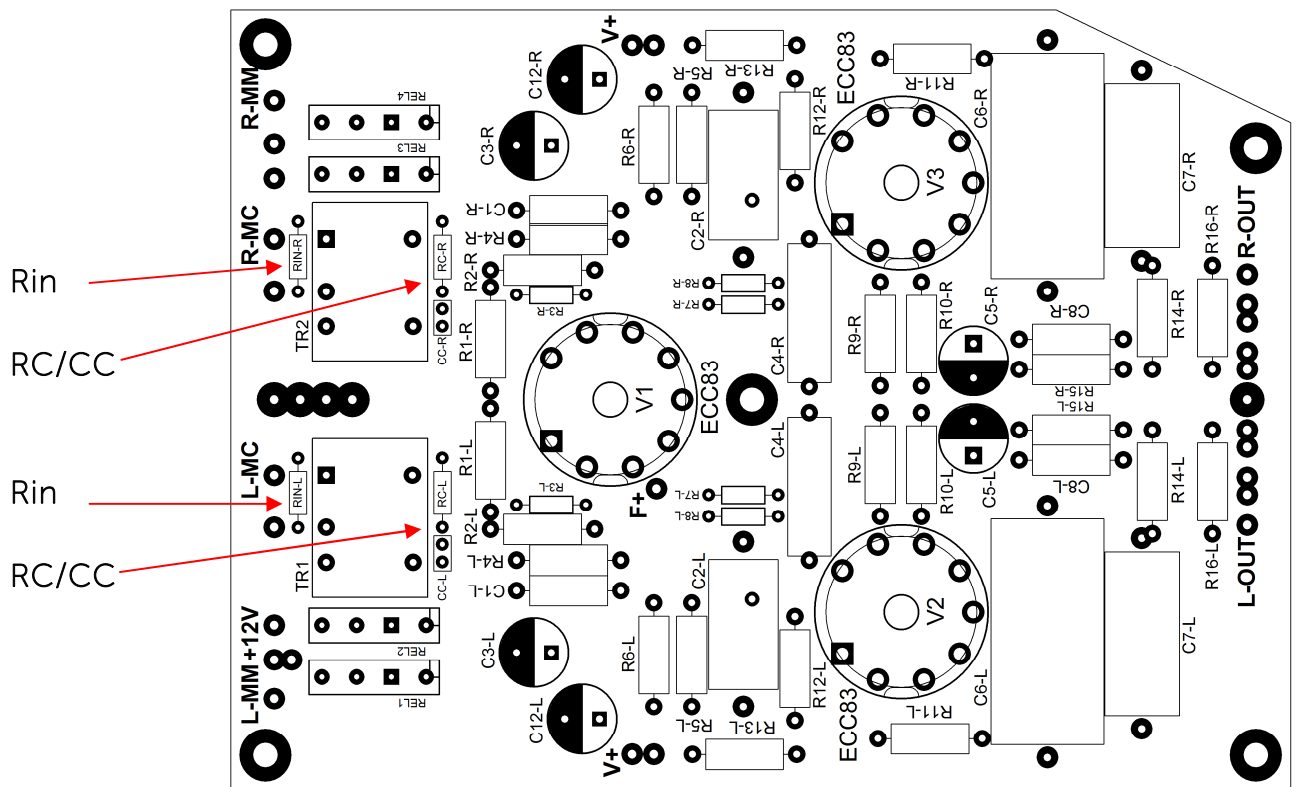 Rin
RC/CC
Rin
RC/CC
R-MM
REL4
REL3
R-MC
RIN-R
TR2
RC-R
CC-R
L-MC
RIN-L
TR1
RC-L
CC-L
L-MM
+12V
REL2
REL1
C12-R
C3-R
V+
C1-R
R4-R
R2-R
R3-R
R1-R
R1-L
R3-L
R2-L
R4-L
C1-L
C3-L
C12-L
V+
V1
ECC83
F+
R5-R
R13-R
R6-R
C2-R
R12-R
R8-R
R7-R
C4-R
C4-L
R7-L
R8-L
C2-L
R6-L
R5-L
R13-L
R12-L
ECC83
R11-R
V3
C6-R
C7-R
R9-R
R10-R
C5-R
C8-R
R15-R
R14-R
R16-R
R-OUT
R15-L
C8-L
C5-L
R9-L
R10-L
R14-L
R16-L
L-OUT
V2
ECC83
R11-L
C6-L
C7-L